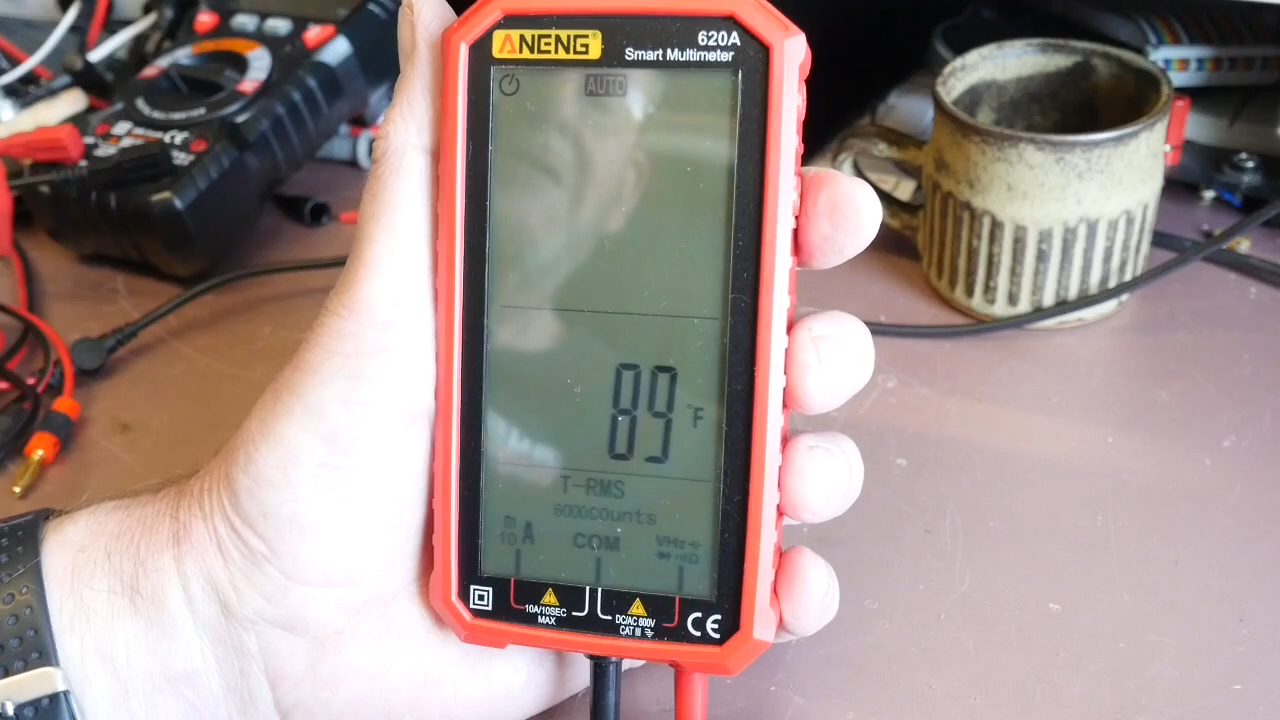 ANENG®
620A
Smart Multimeter
AUTO
89 °F
T-RMS
6000Counts
10 A
COM
VHz
10A/10SEC
MAX
DC/AC 600V
CAT III
CE